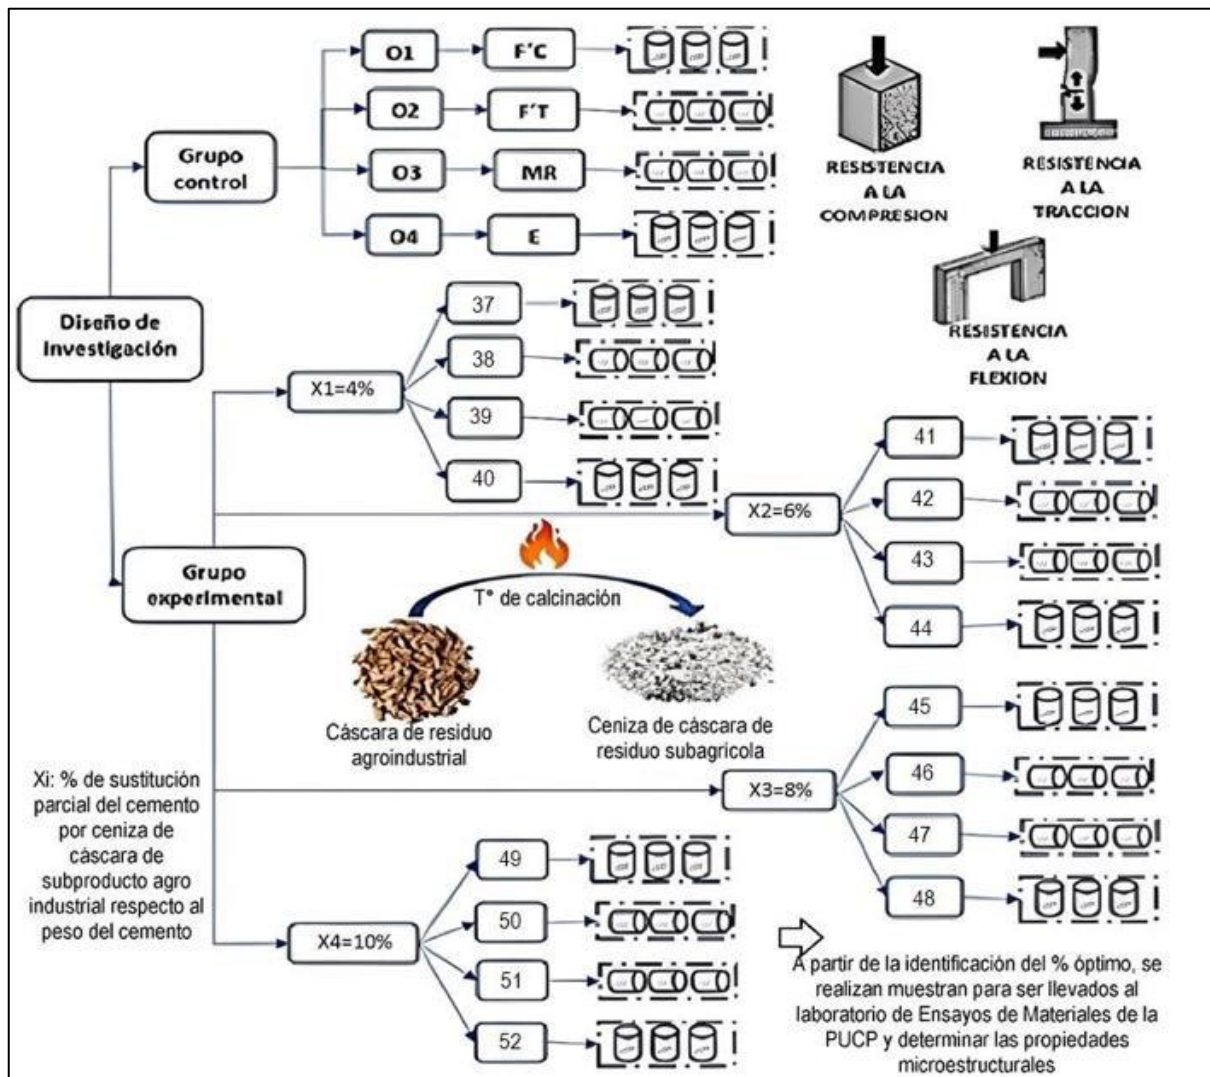 Diseño de
Investigación
Grupo
control
O1
F'C
O2
F'T
O3
MR
O4
E
RESISTENCIA
A LA
COMPRESION
RESISTENCIA
A LA
TRACCION
RESISTENCIA
A LA
FLEXION
Grupo
experimental
X1=4%
37
38
39
40
X2=6%
41
42
43
44
T° de calcinación
Cáscara de residuo
agroindustrial
Ceniza de cáscara de
residuo subagrícola
X3=8%
45
46
47
48
Xi: % de sustitución
parcial del cemento
por ceniza de
cáscara de
subproducto agro
industrial respecto al
peso del cemento
X4=10%
49
50
51
52
A partir de la identificación del % óptimo, se
realizan muestran para ser llevados al
laboratorio de Ensayos de Materiales de la
PUCP y determinar las propiedades
microestructurales